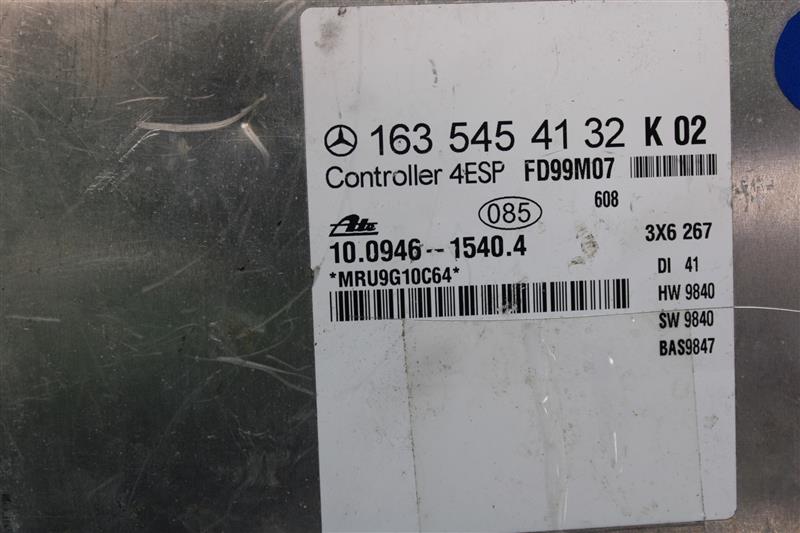 163 545 41 32 K 02
Controller 4ESP FD99M07
608
085
Ate
10.0946-1540.4
3X6 267
*MRU9G10C64*
DI 41
HW 9840
SW 9840
BAS9847